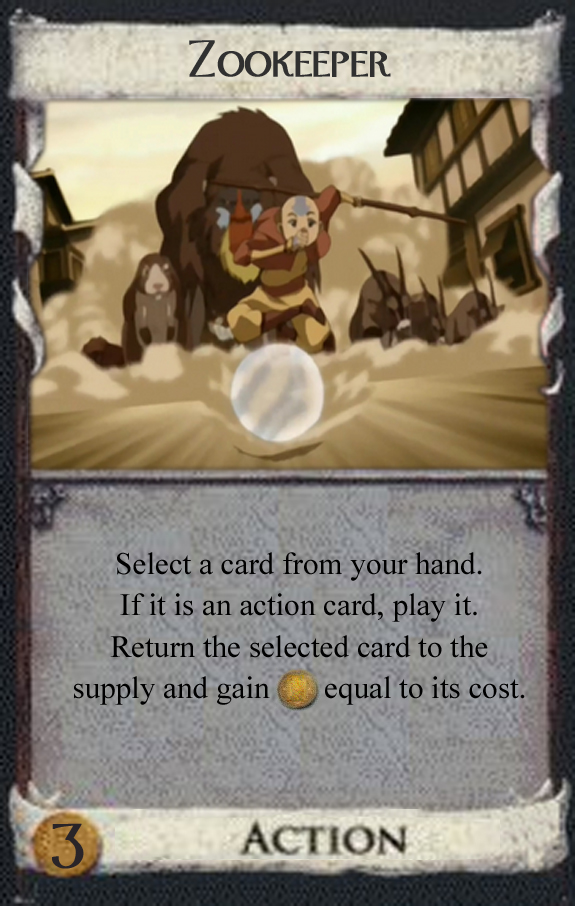 Zookeeper
Select a card from your hand.
If it is an action card, play it.
Return the selected card to the
supply and gain equal to its cost.
3 Action